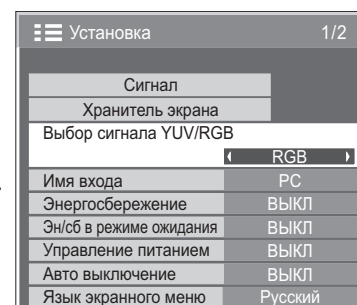 Установка 1/2
Сигнал
Хранитель экрана
Выбор сигнала YUV/RGB
RGB
Имя входа PC
Энергосбережение ВЫКЛ
Эн/сб в режиме ожидания ВЫКЛ
Управление питанием ВЫКЛ
Авто выключение ВЫКЛ
Язык экранного меню Русский